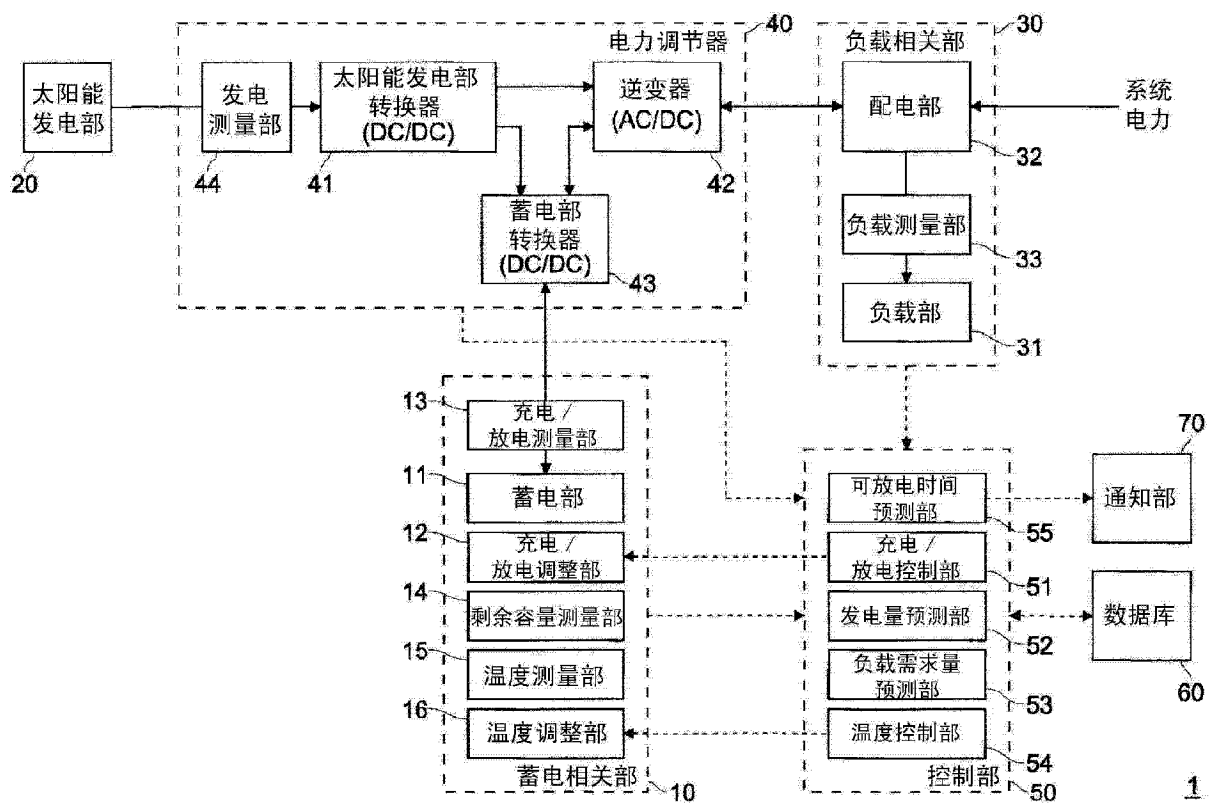 电力调节器
40
太阳能
发电部
20
发电
测量部
44
太阳能发电部
转换器
(DC/DC)
41
逆变器
(AC/DC)
42
蓄电部
转换器
(DC/DC)
43
负载相关部
30
配电部
32
系统
电力
负载测量部
33
负载部
31
13
充电/
放电测量部
11
蓄电部
12
充电/
放电调整部
14
剩余容量测量部
15
温度测量部
16
温度调整部
蓄电相关部
10
可放电时间
预测部
55
充电/
放电控制部
51
发电量预测部
52
负载需求量
预测部
53
温度控制部
54
控制部
50
70
通知部
数据库
60
1